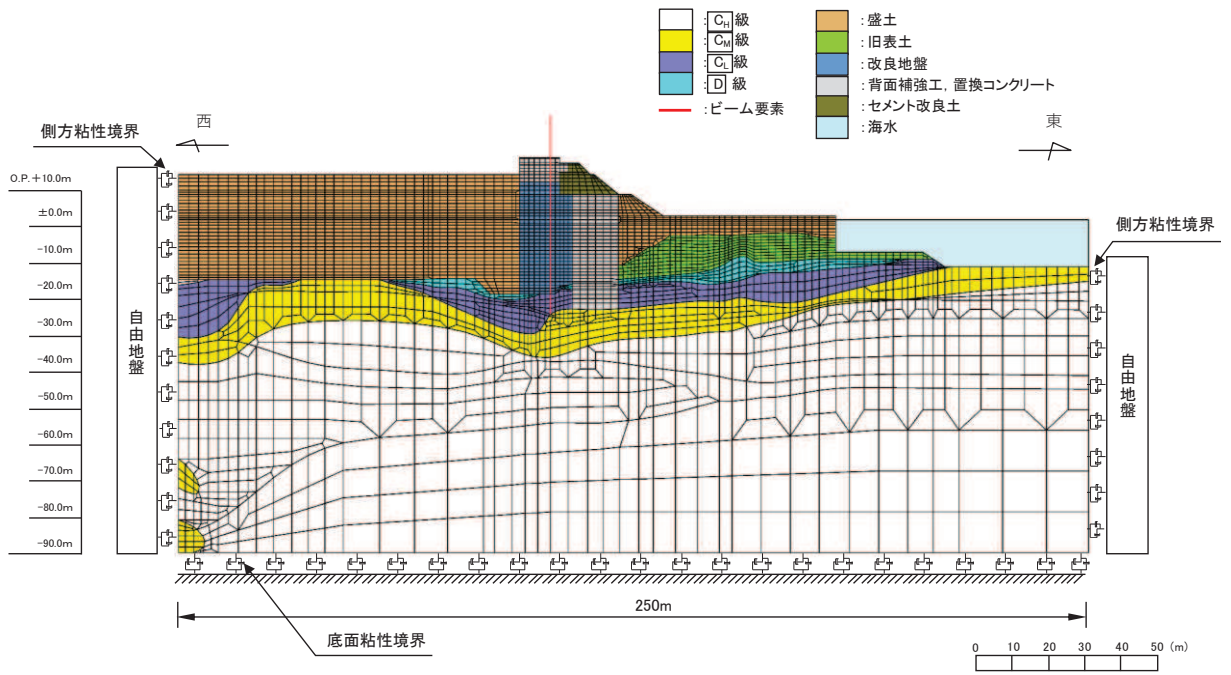 :CH級
:CM級
:CL級
:D 級
:ビーム要素
:盛土
:旧表土
:改良地盤
:背面補強工, 置換コンクリート
:セメント改良土
:海水
側方粘性境界
西
東
側方粘性境界
O.P.+10.0m
±0.0m
-10.0m
-20.0m
-30.0m
-40.0m
-50.0m
-60.0m
-70.0m
-80.0m
-90.0m
自由地盤
自由地盤
250m
底面粘性境界
0 10 20 30 40 50 (m)